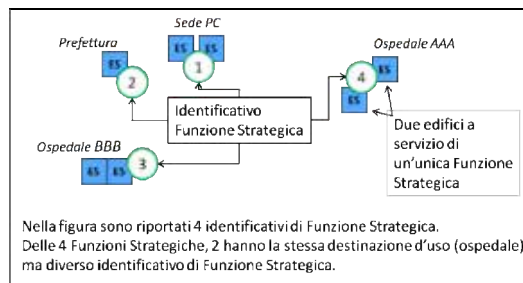 Sede PC
Prefettura
Ospedale AAA
ES
ES
ES
ES
ES
1
2
4
Identificativo
Funzione Strategica
Due edifici a
servizio di
un'unica Funzione
Strategica
Ospedale BBB
ES
ES
3
Nella figura sono riportati 4 identificativi di Funzione Strategica.
Delle 4 Funzioni Strategiche, 2 hanno la stessa destinazione d'uso (ospedale)
ma diverso identificativo di Funzione Strategica.